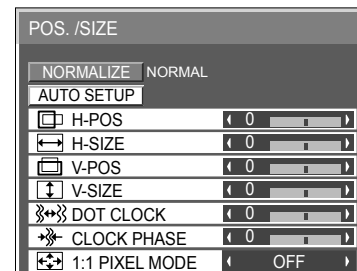 POS. /SIZE
NORMALIZE NORMAL
AUTO SETUP
H-POS 0
H-SIZE 0
V-POS 0
V-SIZE 0
DOT CLOCK 0
CLOCK PHASE 0
1:1 PIXEL MODE OFF